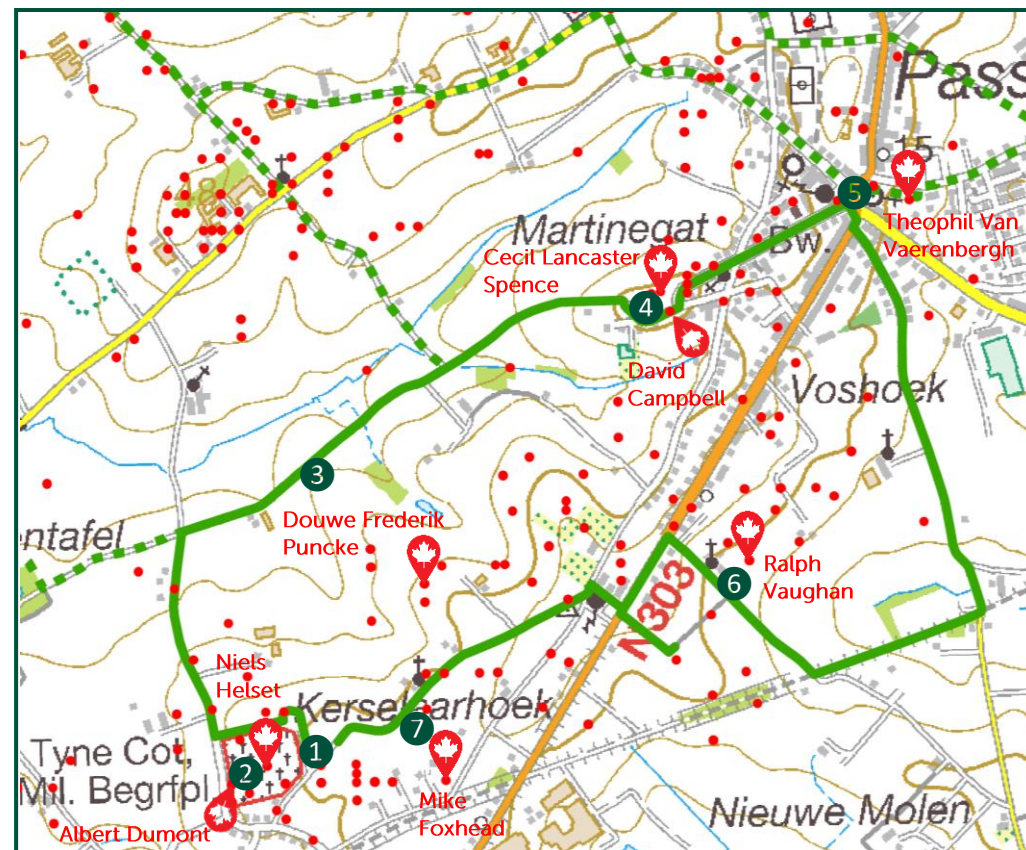 Pass
15
Martinegat
Bw.
5
Theophil Van
Vaerenbergh
Cecil Lancaster
Spence
4
David
Campbell
Voshoek
3
Douwe Frederik
Puncke
entafel
Ralph
Vaughan
6
N303
Niels
Helset
Kerselaarhoek
7
1
Tyne Cot,
Mil. Begrfpl.
2
Albert Dumont
Mike
Foxhead
Nieuwe Molen